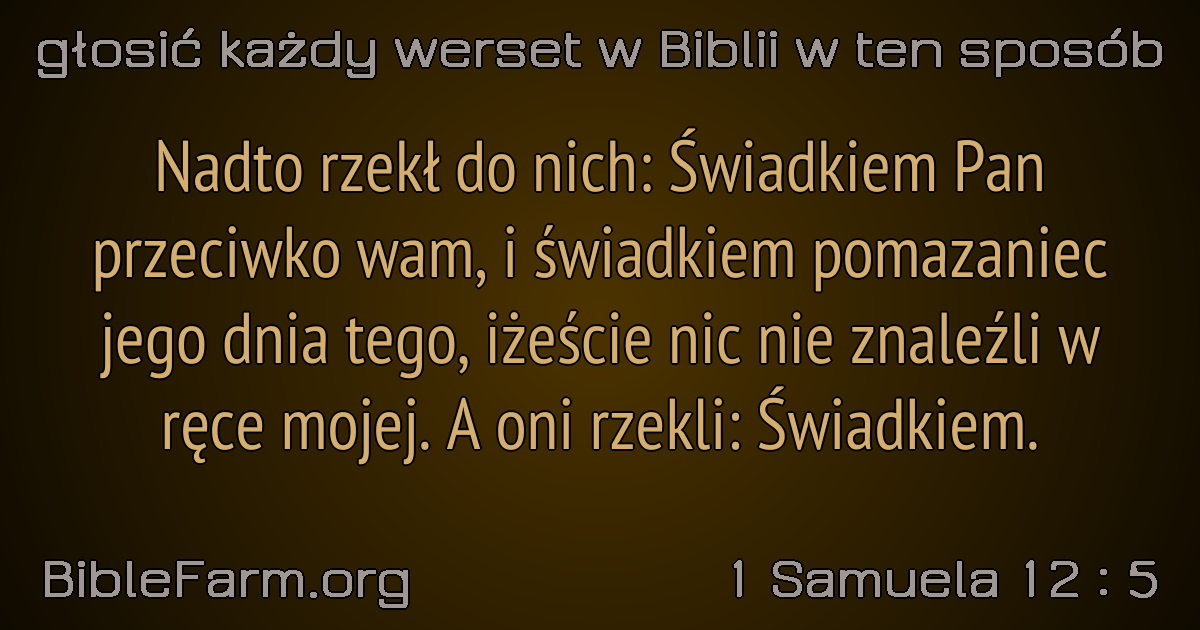 głosić każdy werset w Biblii w ten sposób
Nadto rzekł do nich: Świadkiem Pan
przeciwko wam, i świadkiem pomazaniec
jego dnia tego, iżeście nic nie znaleźli w
ręce mojej. A oni rzekli: Świadkiem.
BibleFarm.org
1 Samuela 12 : 5